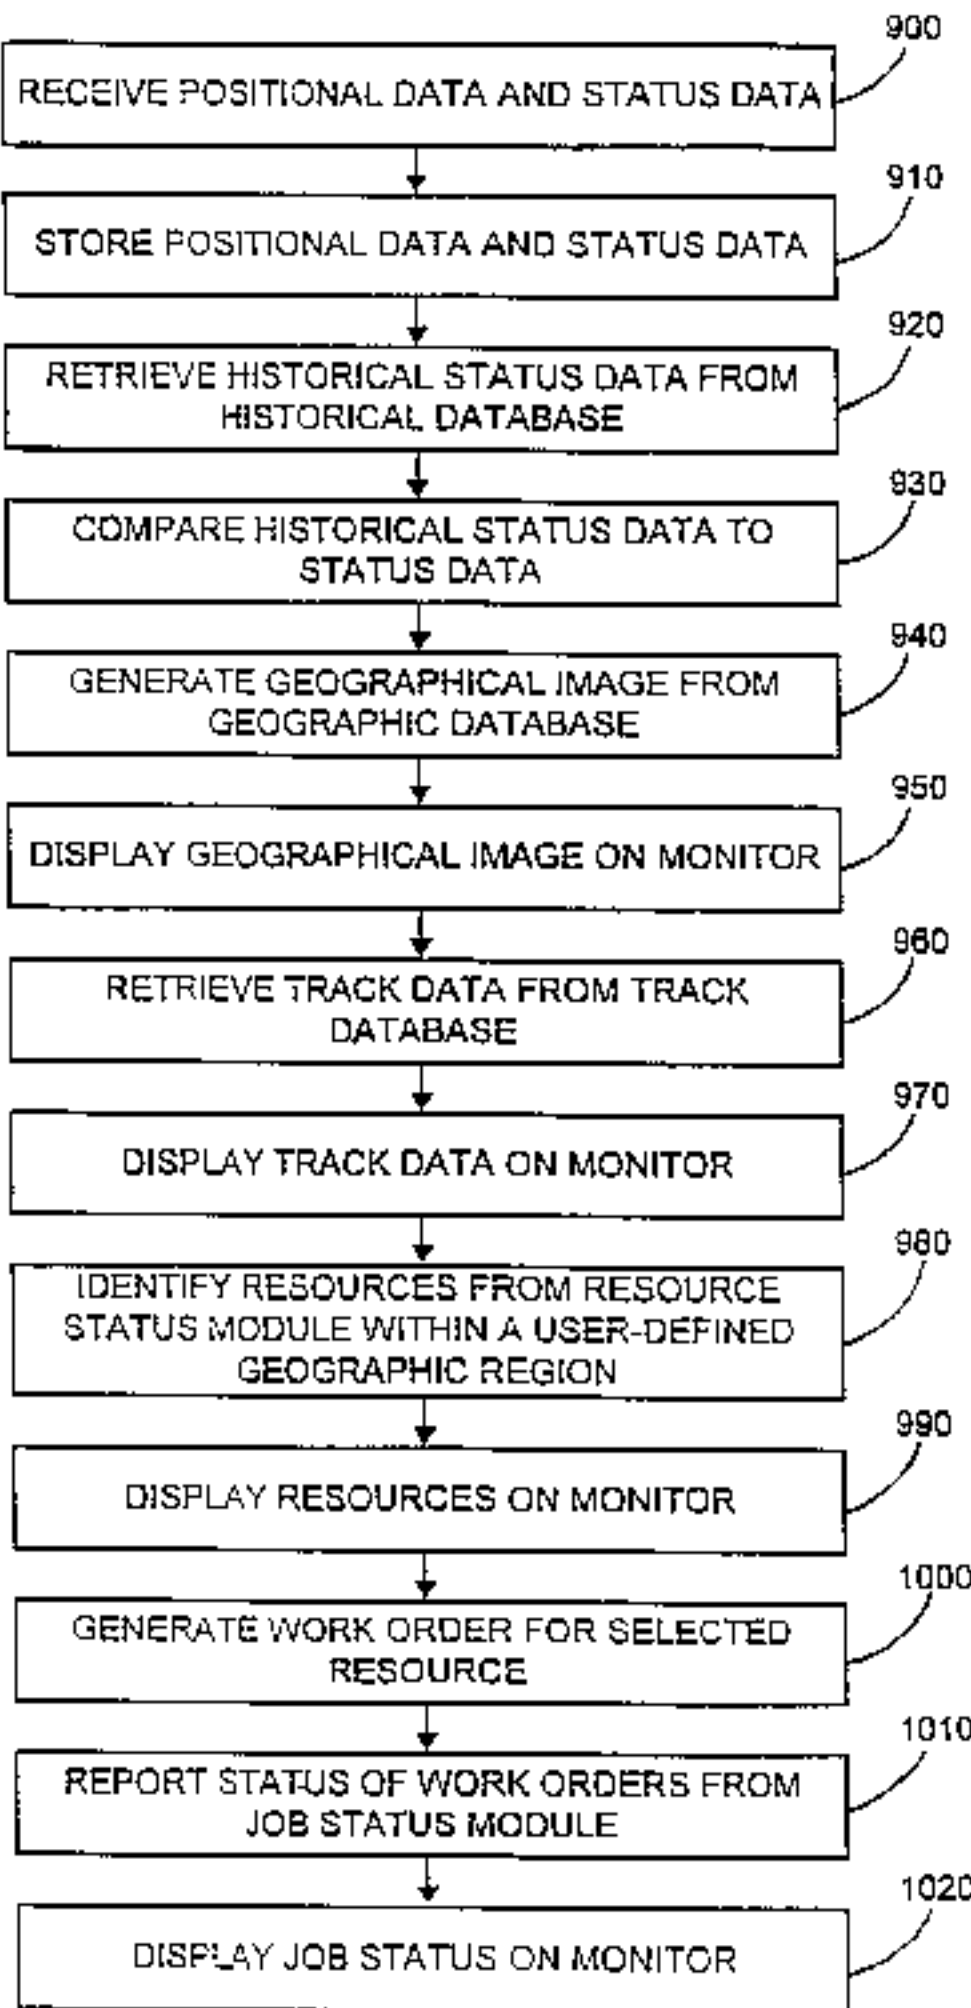 900
RECEIVE POSITIONAL DATA AND STATUS DATA
910
STORE POSITIONAL DATA AND STATUS DATA
920
RETRIEVE HISTORICAL STATUS DATA FROM
HISTORICAL DATABASE
930
COMPARE HISTORICAL STATUS DATA TO
STATUS DATA
940
GENERATE GEOGRAPHICAL IMAGE FROM
GEOGRAPHIC DATABASE
950
DISPLAY GEOGRAPHICAL IMAGE ON MONITOR
960
RETRIEVE TRACK DATA FROM TRACK
DATABASE
970
DISPLAY TRACK DATA ON MONITOR
980
IDENTIFY RESOURCES FROM RESOURCE
STATUS MODULE WITHIN A USER-DEFINED
GEOGRAPHIC REGION
990
DISPLAY RESOURCES ON MONITOR
1000
GENERATE WORK ORDER FOR SELECTED
RESOURCE
1010
REPORT STATUS OF WORK ORDERS FROM
JOB STATUS MODULE
1020
DISPLAY JOB STATUS ON MONITOR